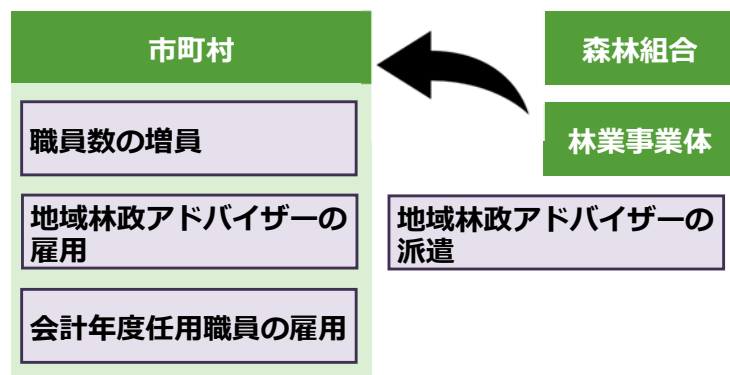 市町村
職員数の増員
地域林政アドバイザーの
雇用
会計年度任用職員の雇用
森林組合
林業事業体
地域林政アドバイザーの
派遣